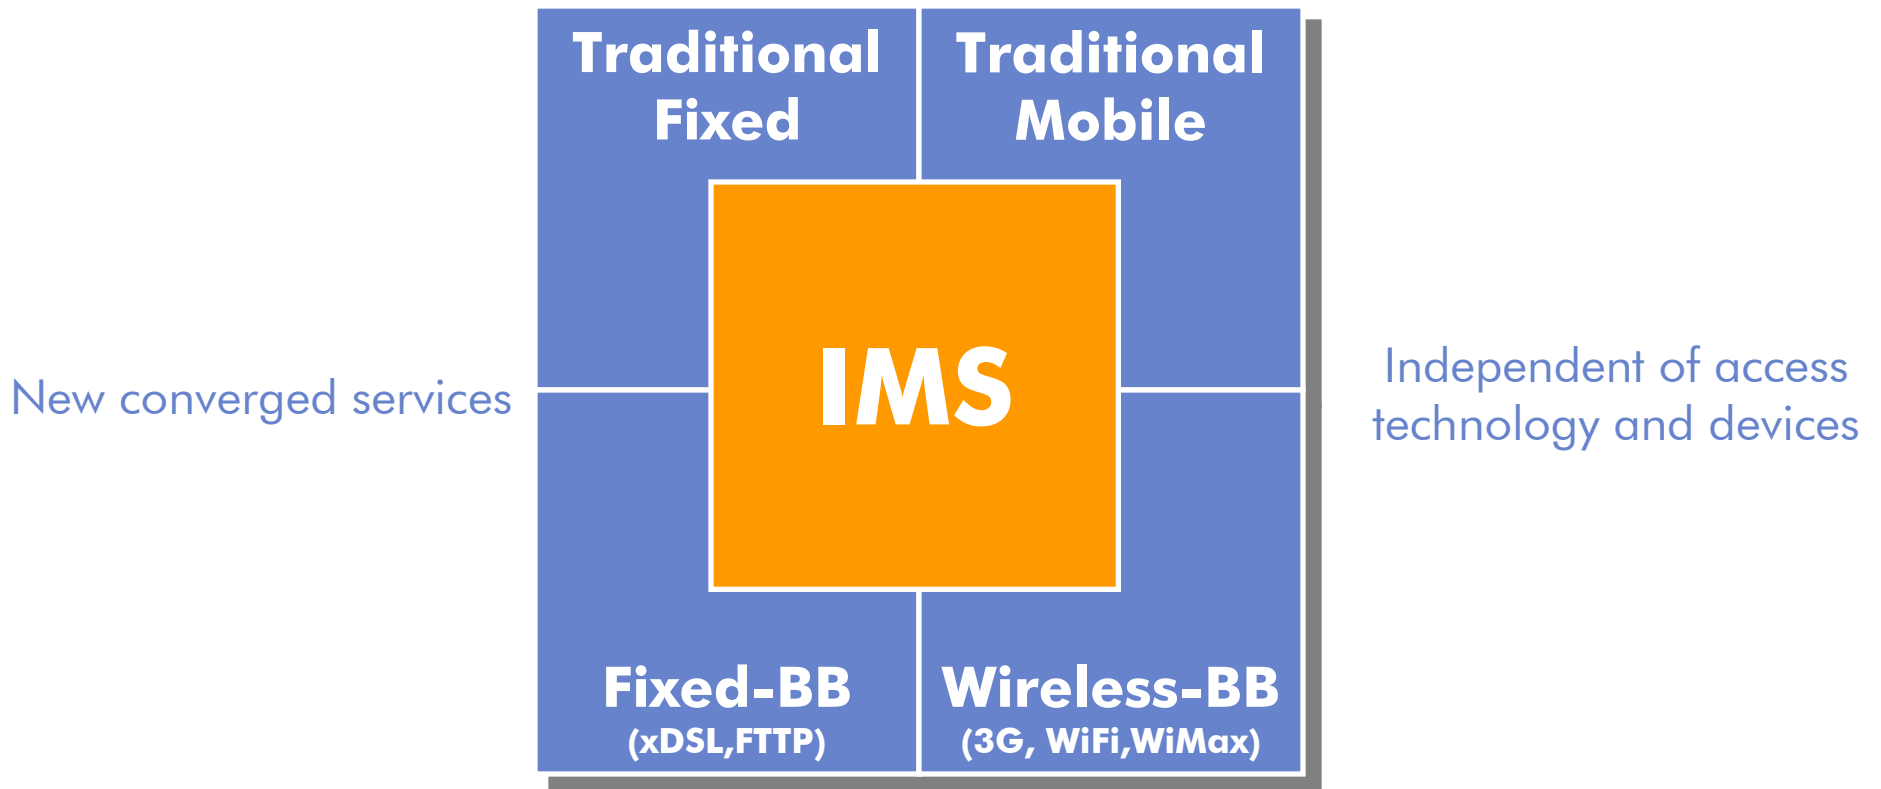 Traditional
Fixed
Traditional
Mobile
IMS
New converged services
Independent of access
technology and devices
Fixed-BB
(xDSL,FTTP)
Wireless-BB
(3G, WiFi,WiMax)